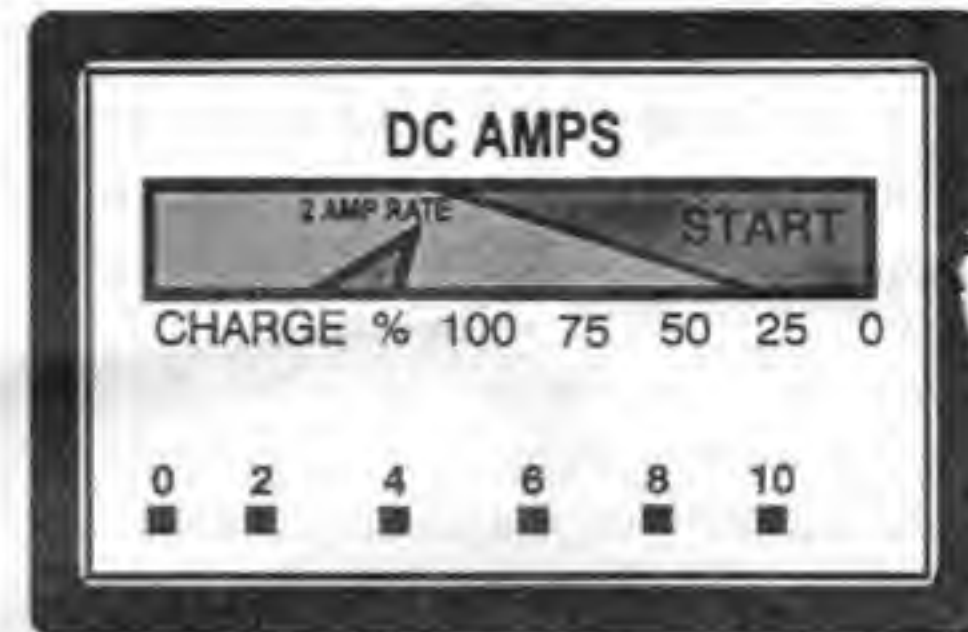 DC AMPS
2 AMP RATE
START
CHARGE % 100 75 50 25 0
0 2 4 6 8 10